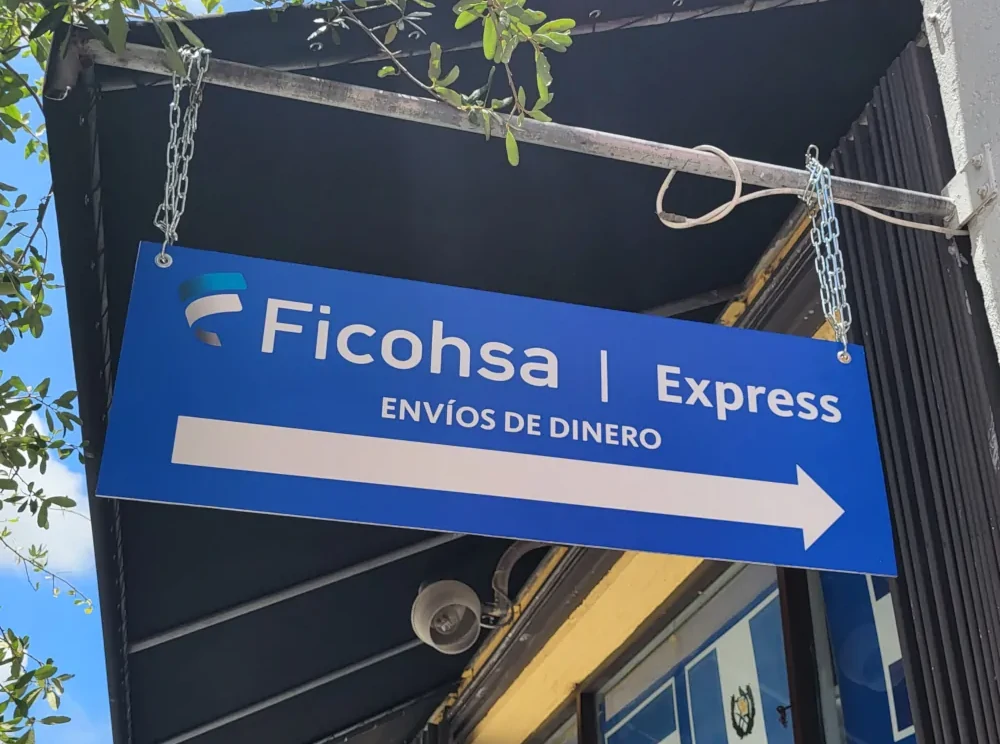 Ficohsa | Express
ENVÍOS DE DINERO